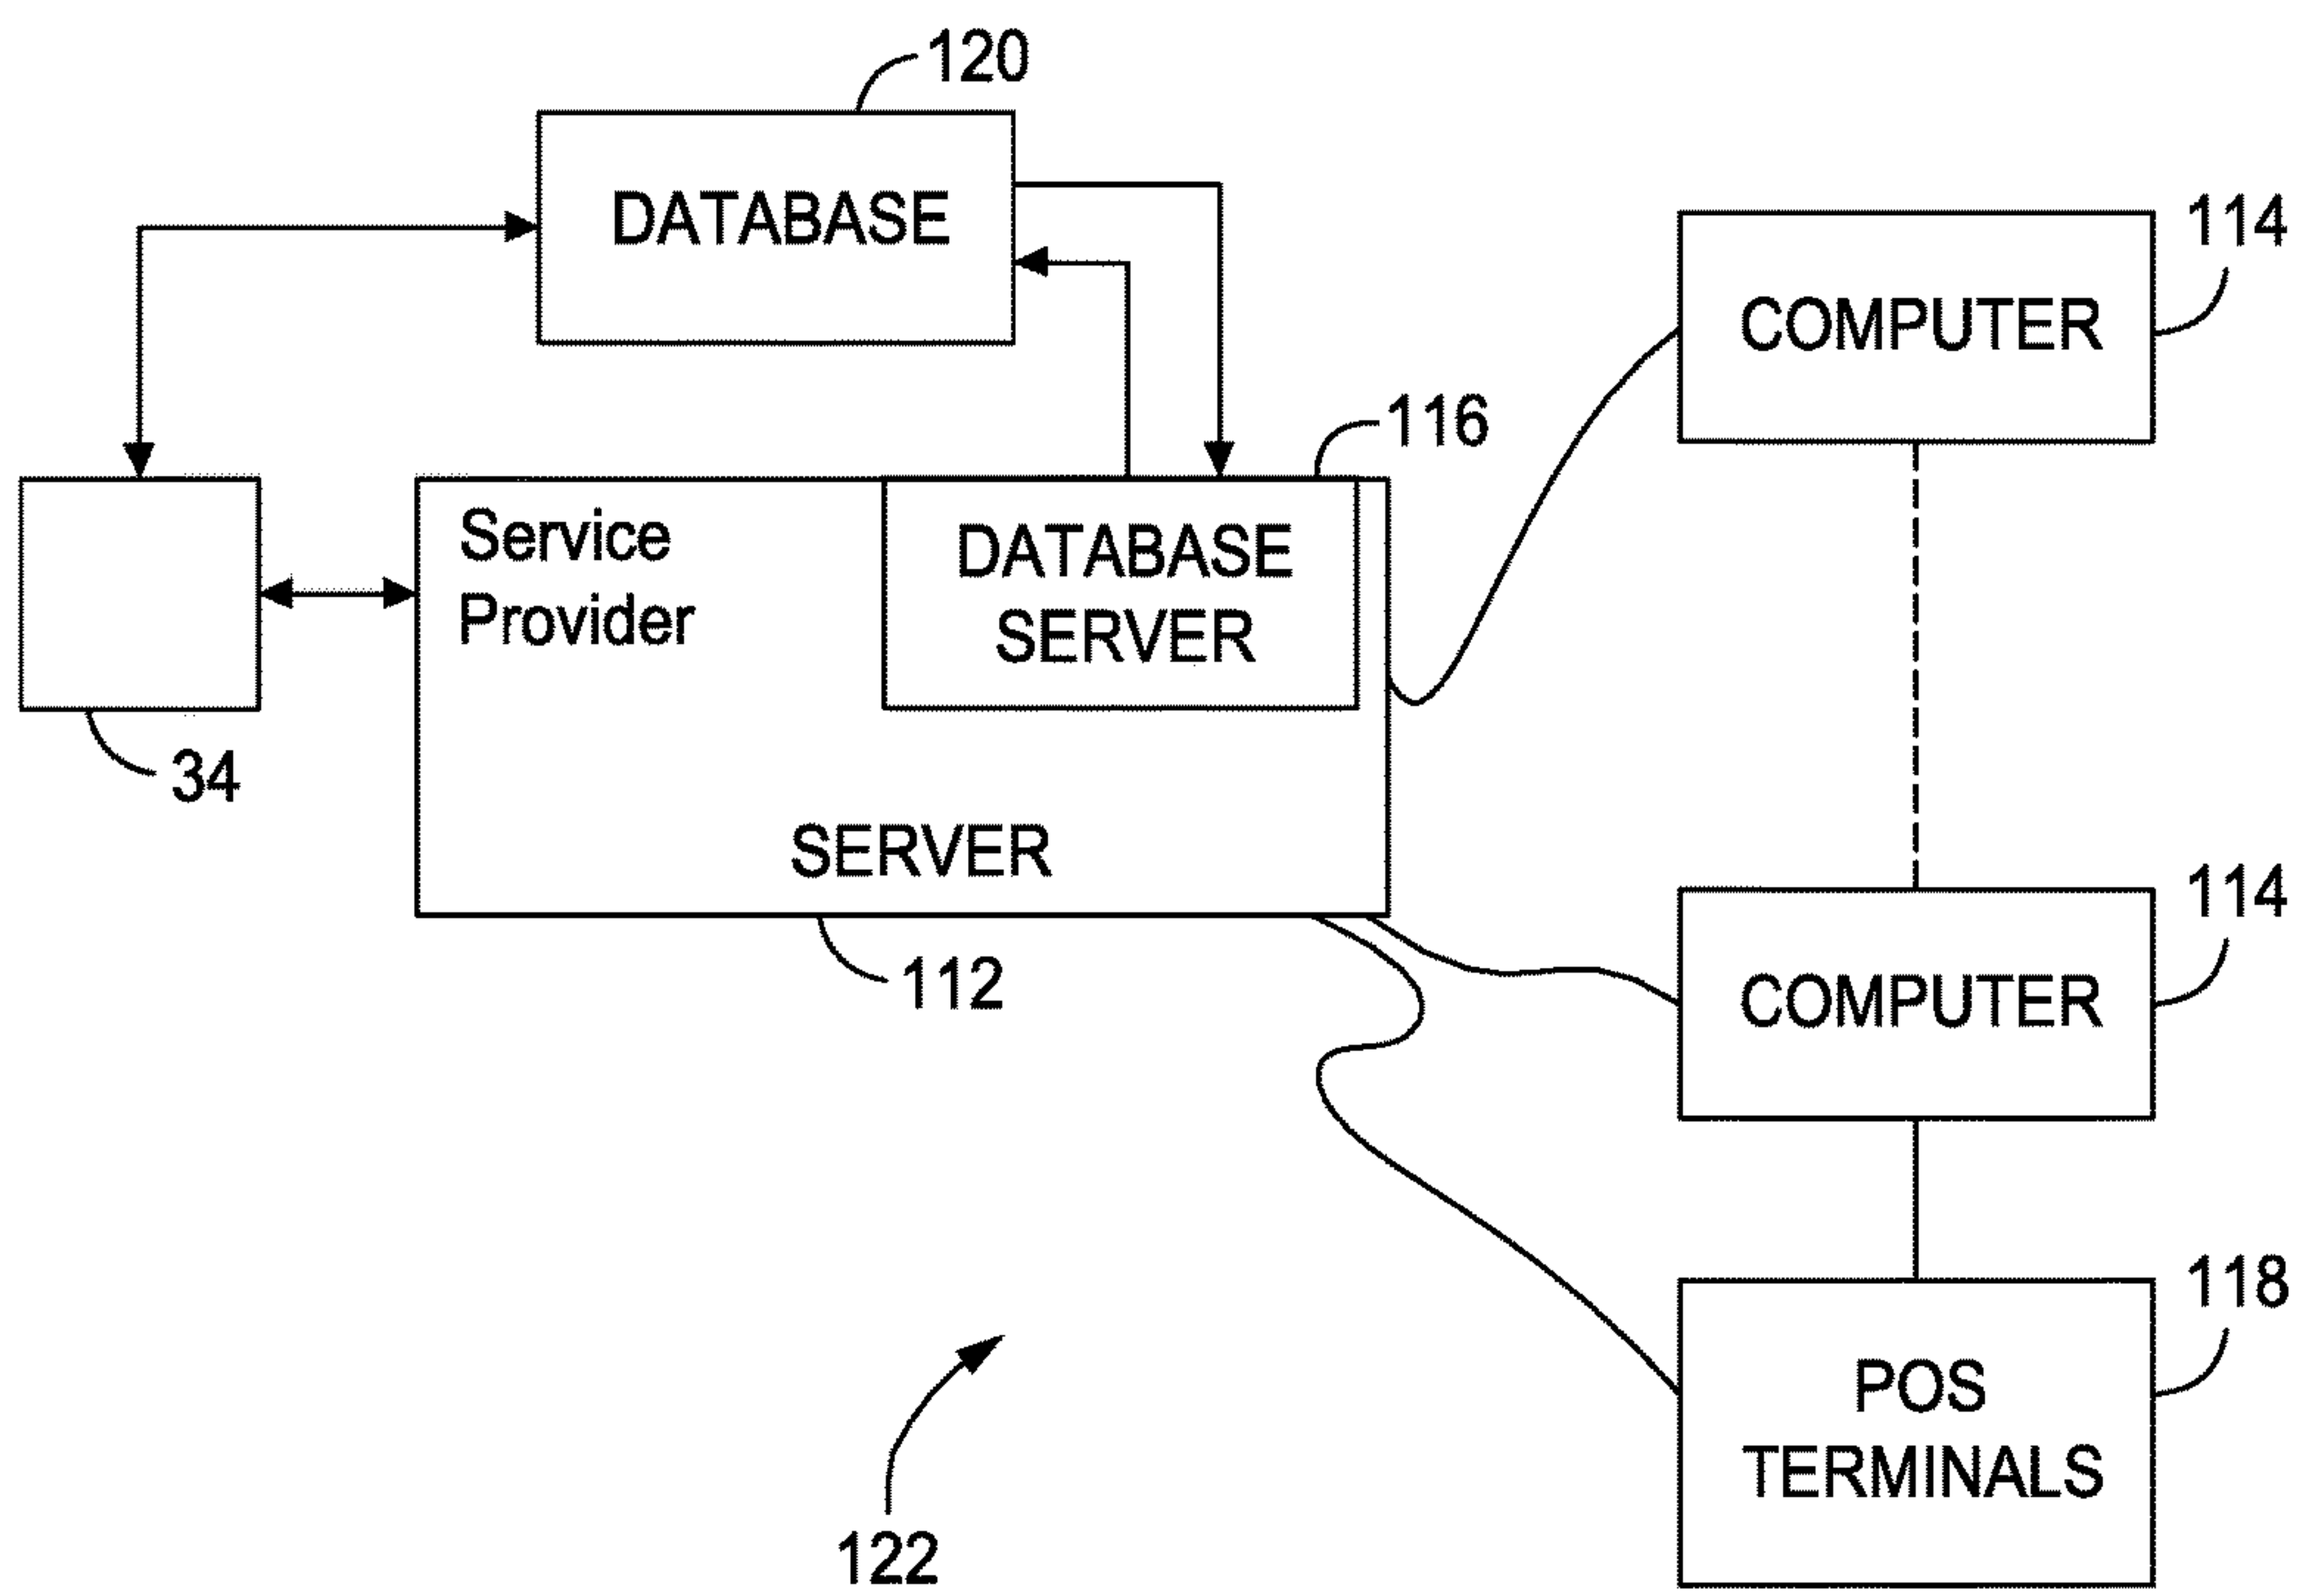 120
DATABASE
114
COMPUTER
116
Service
Provider
DATABASE
SERVER
34
SERVER
112
114
COMPUTER
118
POS
TERMINALS
122